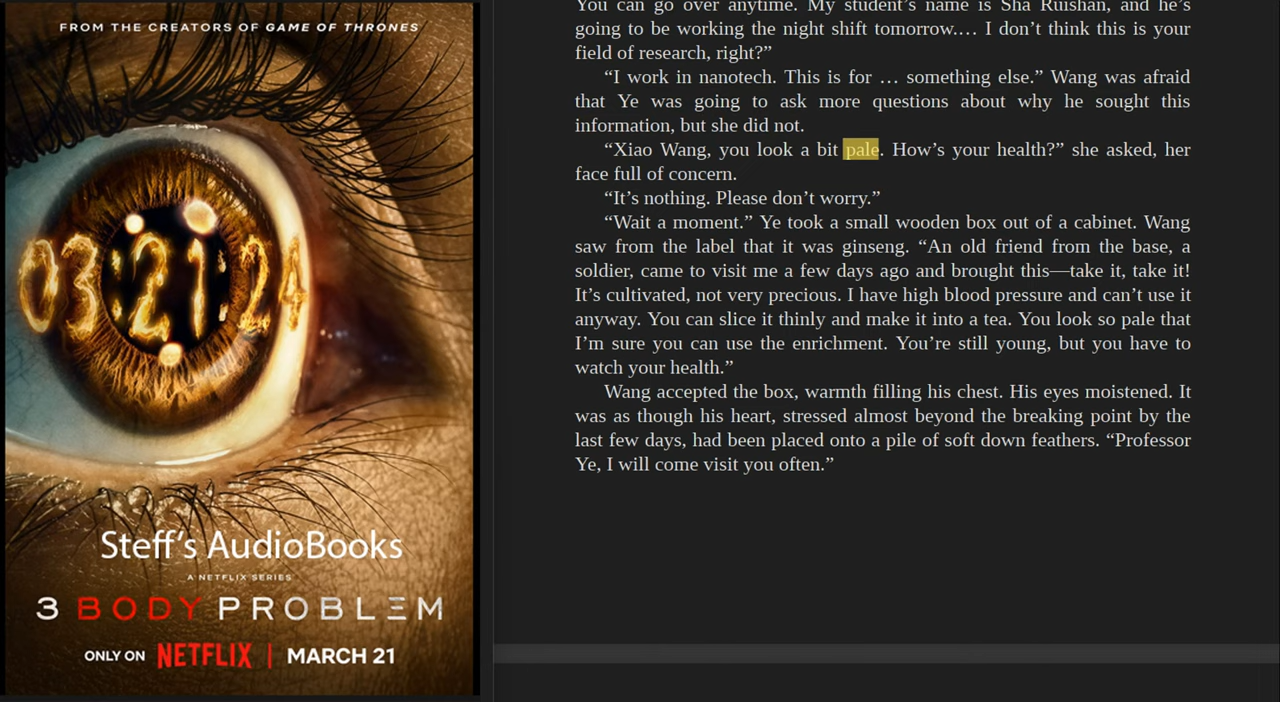 FROM THE CREATORS OF GAME OF THRONES
03:21:24
Steff's AudioBooks
A NETFLIX SERIES
3 BODY PROBLEM
ONLY ON NETFLIX | MARCH 21
You can go over anytime. My student’s name is Sha Ruishan, and he’s
going to be working the night shift tomorrow.… I don’t think this is your
field of research, right?”
“I work in nanotech. This is for … something else.” Wang was afraid
that Ye was going to ask more questions about why he sought this
information, but she did not.
“Xiao Wang, you look a bit pale. How’s your health?” she asked, her
face full of concern.
“It’s nothing. Please don’t worry.”
“Wait a moment.” Ye took a small wooden box out of a cabinet. Wang
saw from the label that it was ginseng. “An old friend from the base, a
soldier, came to visit me a few days ago and brought this—take it, take it!
It’s cultivated, not very precious. I have high blood pressure and can’t use it
anyway. You can slice it thinly and make it into a tea. You look so pale that
I’m sure you can use the enrichment. You’re still young, but you have to
watch your health.”
Wang accepted the box, warmth filling his chest. His eyes moistened. It
was as though his heart, stressed almost beyond the breaking point by the
last few days, had been placed onto a pile of soft down feathers. “Professor
Ye, I will come visit you often.”